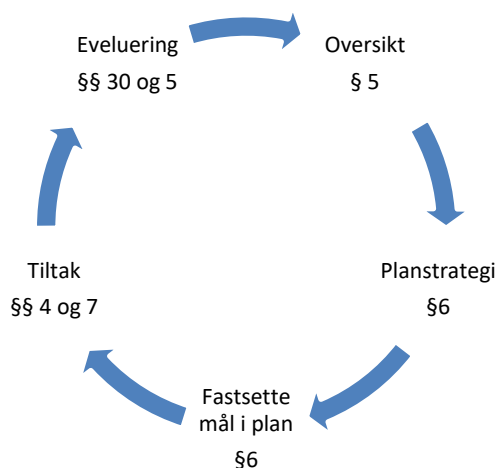 Eveluering
§§ 30 og 5
Oversikt
§ 5
Planstrategi
§6
Fastsette
mål i plan
§6
Tiltak
§§ 4 og 7